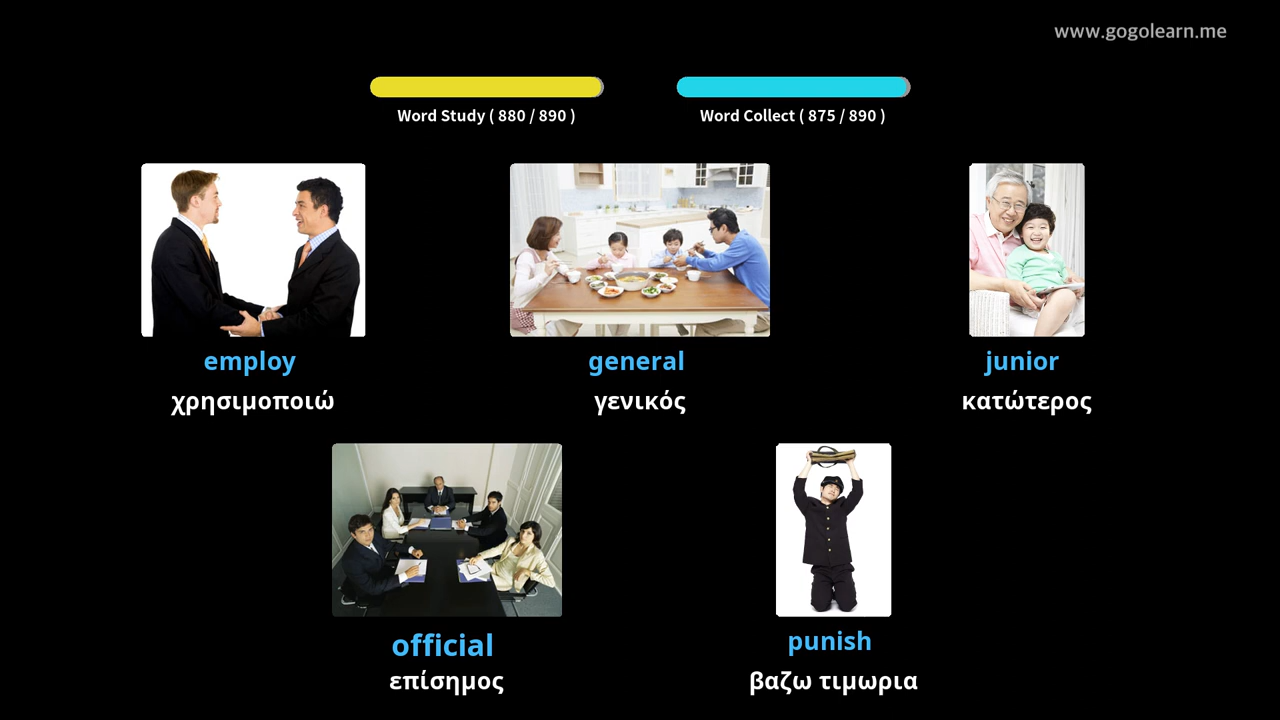 www.gogolearn.me
Word Study ( 880 / 890 )
Word Collect ( 875 / 890 )
employ
χρησιμοποιώ
general
γενικός
junior
κατώτερος
official
επίσημος
punish
βαζω τιμωρια